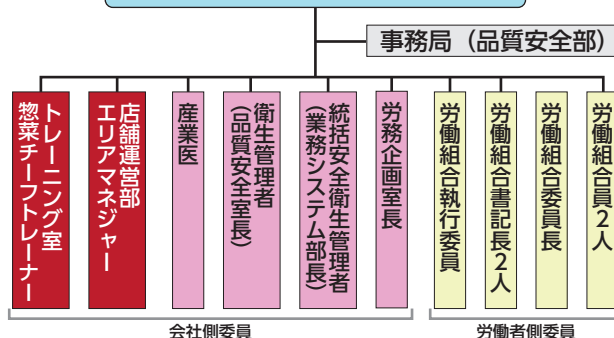 事務局（品質安全部）
トレーニング室
惣菜チーフトレーナー
店舗運営部
エリアマネジャー
産業医
衛生管理者
（品質安全室長）
統括安全衛生管理者
（業務システム部長）
労務企画室長
労働組合執行委員
労働組合書記長2人
労働組合委員長
労働組合員2人
会社側委員
労働者側委員